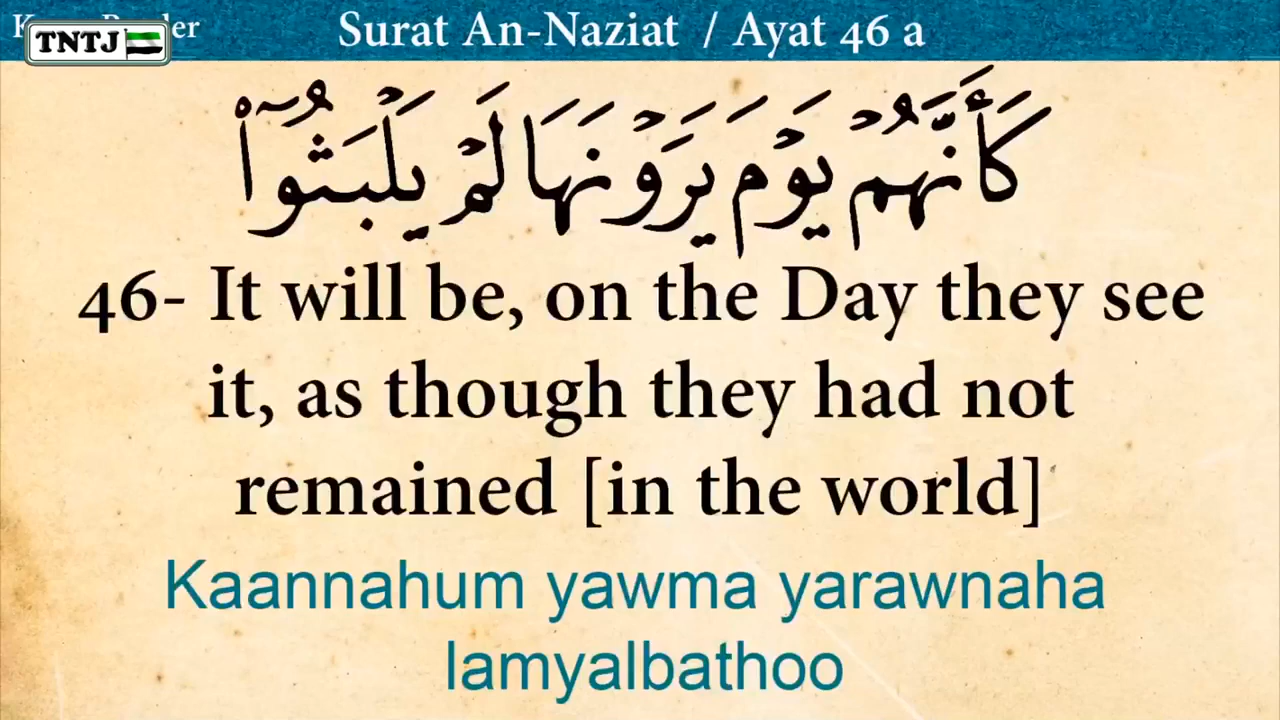 Surat An-Naziat / Ayat 46 a
TNTJ
كَأَنَّهُمۡ يَوۡمَ يَرَوۡنَهَا لَمۡ يَلۡبَثُوٓاْ
46- It will be, on the Day they see
it, as though they had not
remained [in the world]
Kaannahum yawma yarawnaha
lamyalbathoo